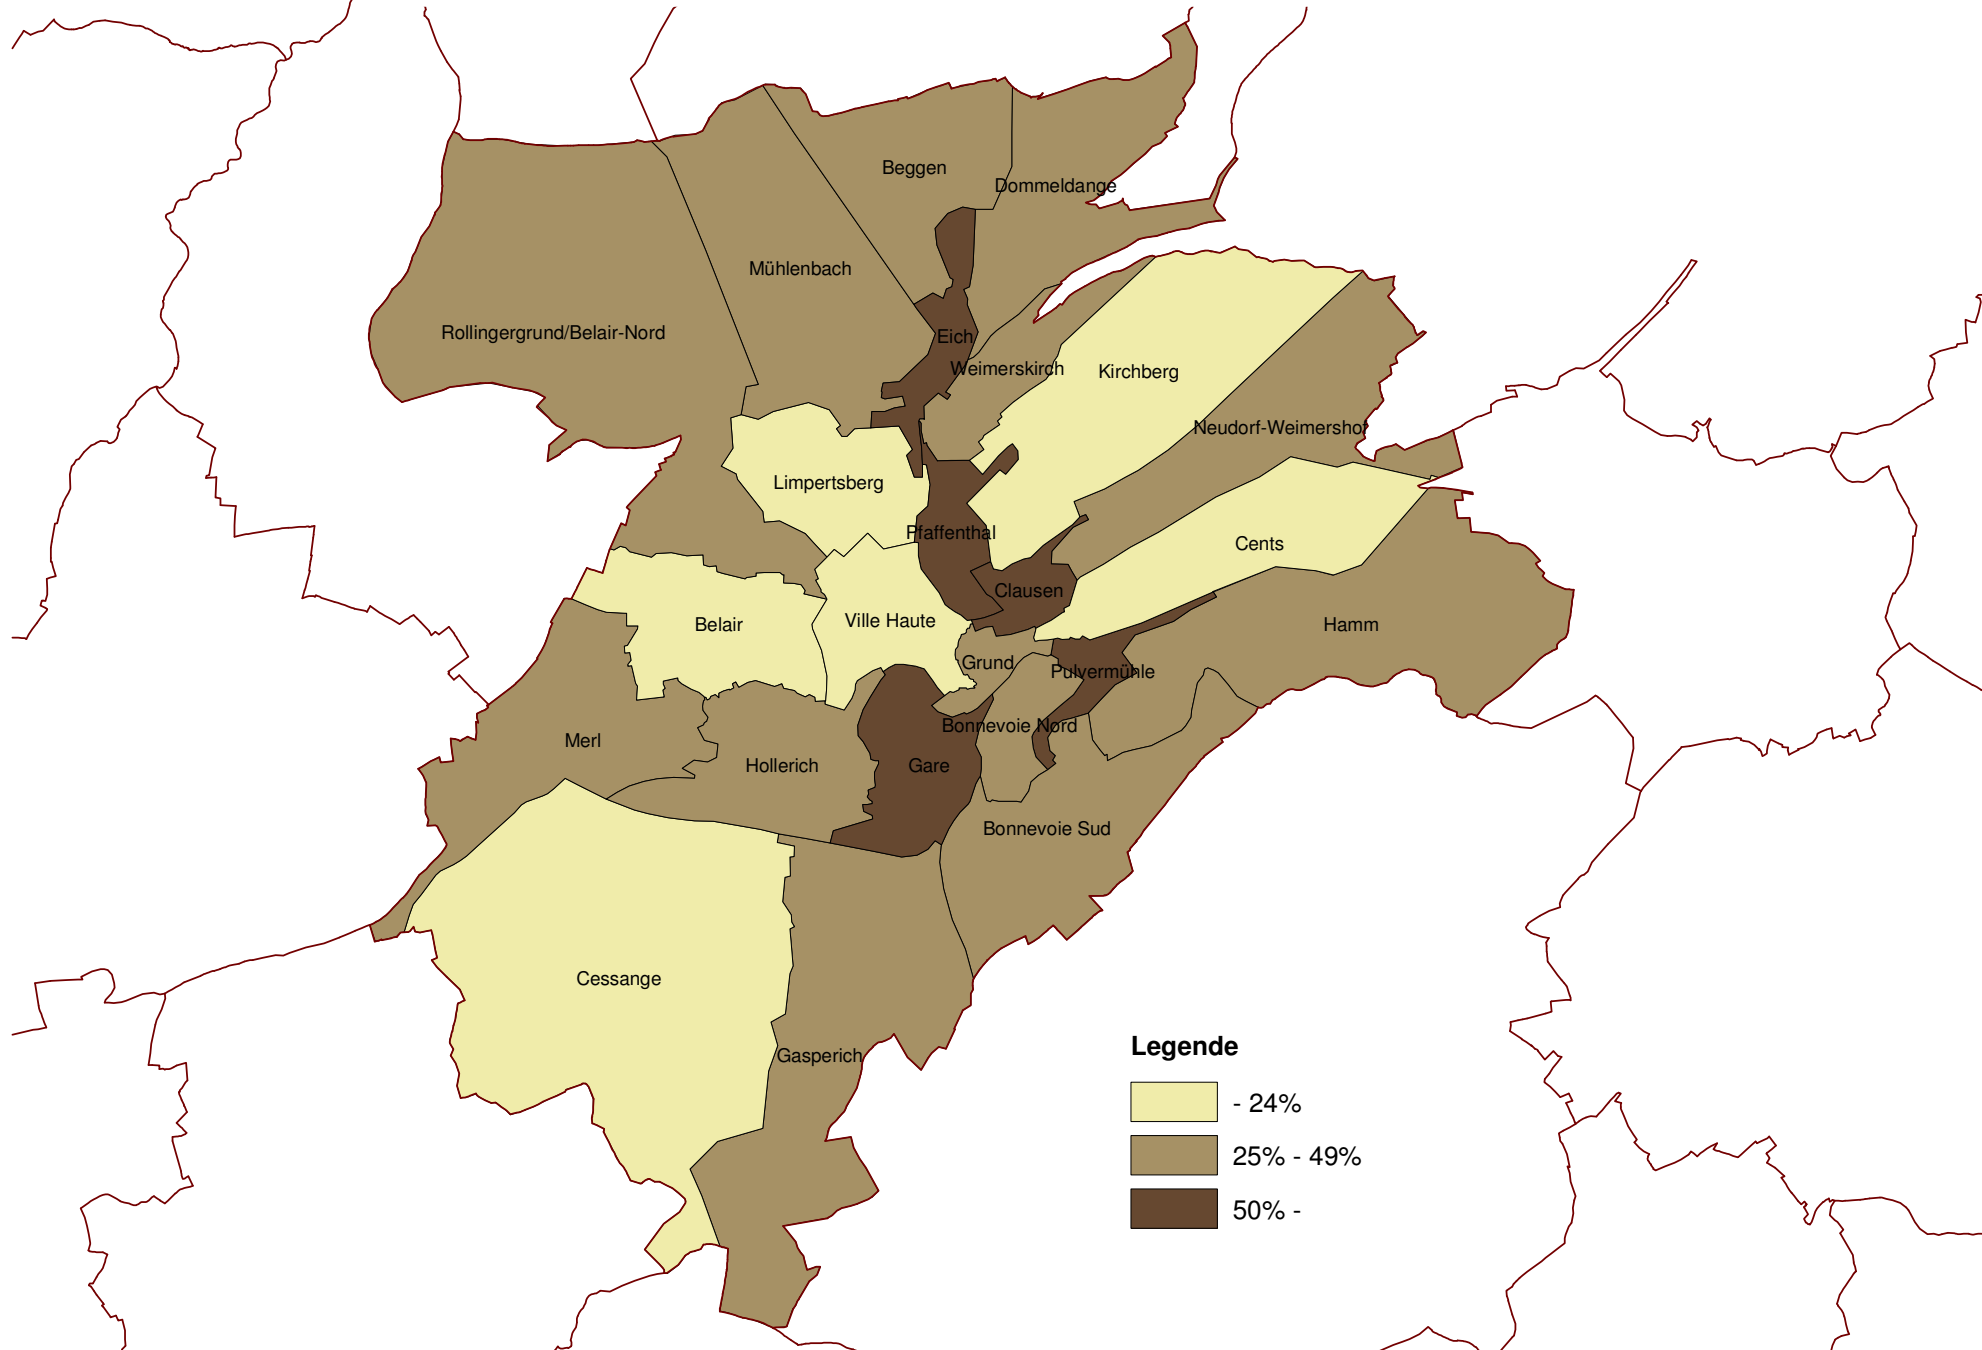 Beggen
Dommeldange
Mühlenbach
Rollingergrund/Belair-Nord
Eich
Weimerskirch
Kirchberg
Neudorf-Weimershof
Limpertsberg
Pfaffenthal
Cents
Clausen
Belair
Ville Haute
Hamm
Grund
Pulvermühle
Bonnevoie Nord
Merl
Hollerich
Gare
Bonnevoie Sud
Cessange
Gasperich
Legende
- 24%
25% - 49%
50% -